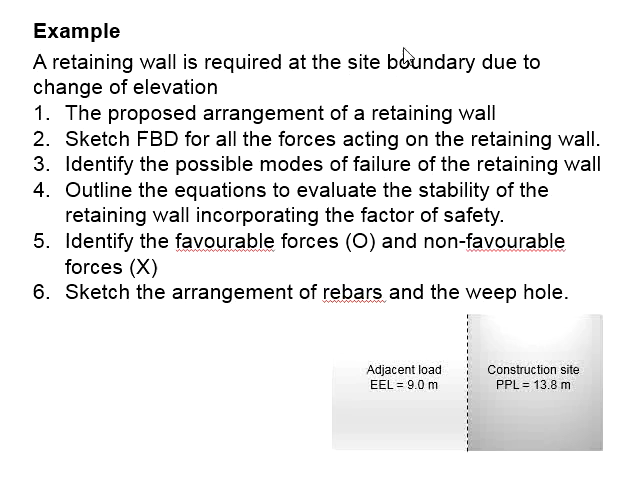 Example
A retaining wall is required at the site boundary due to
change of elevation
1. The proposed arrangement of a retaining wall
2. Sketch FBD for all the forces acting on the retaining wall.
3. Identify the possible modes of failure of the retaining wall
4. Outline the equations to evaluate the stability of the
retaining wall incorporating the factor of safety.
5. Identify the favourable forces (O) and non-favourable
forces (X)
6. Sketch the arrangement of rebars and the weep hole.
Adjacent load
EEL = 9.0 m
Construction site
PPL = 13.8 m